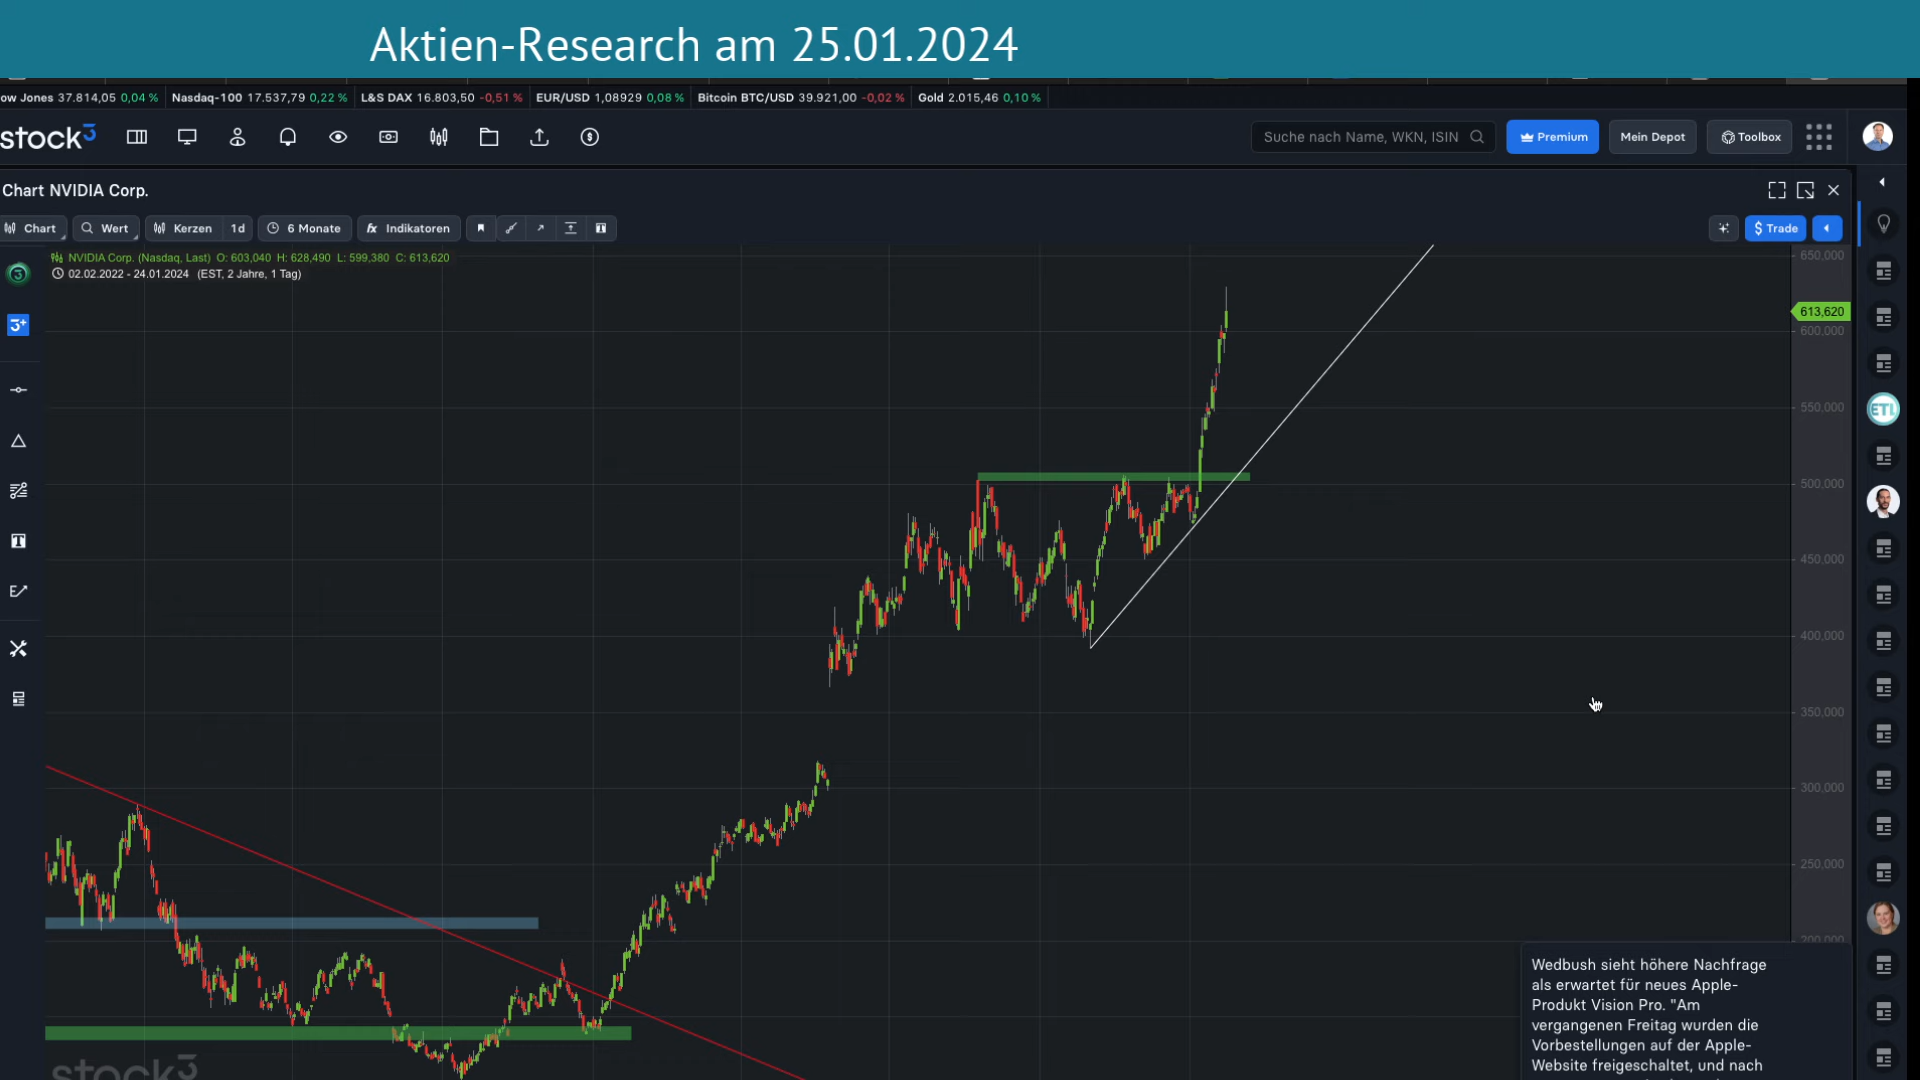 Aktien-Research am 25.01.2024
ow Jones 37.814,05 0,04 % Nasdaq-100 17.537,79 0,22 % L&S DAX 16.803,50 -0,51 % EUR/USD 1,08929 0,08 % Bitcoin BTC/USD 39.921,00 -0,02 % Gold 2.015,46 0,10 %
stock3 Suche nach Name, WKN, ISIN Premium Mein Depot Toolbox
Chart NVIDIA Corp.
Chart Wert Kerzen 1d 6 Monate fx Indikatoren $ Trade
NVIDIA Corp. (Nasdaq, Last) O: 603,040 H: 628,490 L: 599,380 C: 613,620
02.02.2022 - 24.01.2024 (EST, 2 Jahre, 1 Tag)
650,000
613,620
600,000
550,000
500,000
450,000
400,000
350,000
300,000
250,000
200,000
3
3+
T
E
ETL
Wedbush sieht höhere Nachfrage
als erwartet für neues Apple-
Produkt Vision Pro. "Am
vergangenen Freitag wurden die
Vorbestellungen auf der Apple-
Website freigeschaltet, und nach
stock3